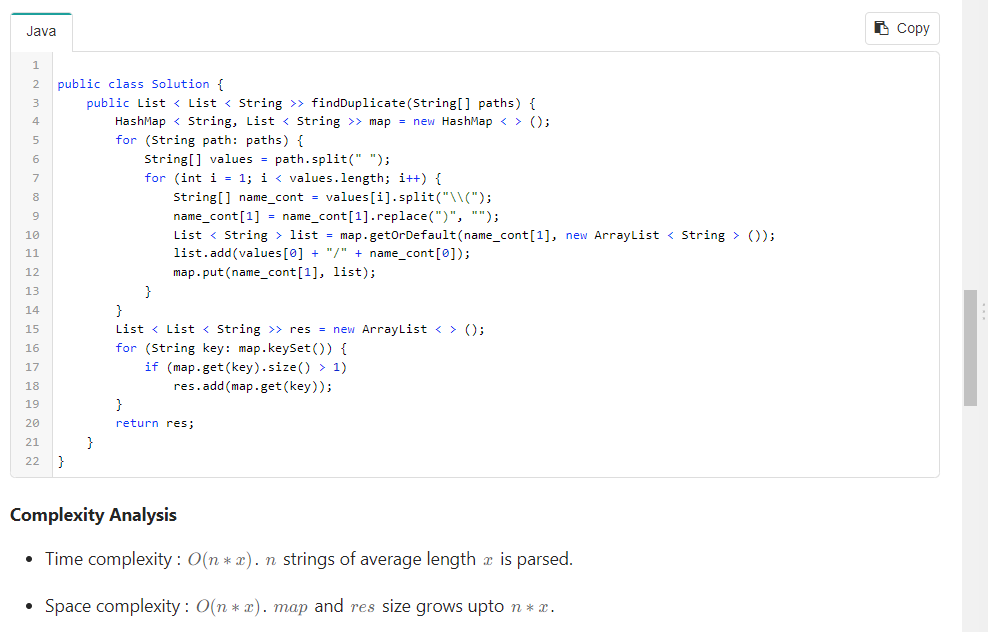 Java
Copy
1
2 public class Solution {
3 public List < List < String >> findDuplicate(String[] paths) {
4 HashMap < String, List < String >> map = new HashMap < > ();
5 for (String path: paths) {
6 String[] values = path.split(" ");
7 for (int i = 1; i < values.length; i++) {
8 String[] name_cont = values[i].split("\\(");
9 name_cont[1] = name_cont[1].replace(")", "");
10 List < String > list = map.getOrDefault(name_cont[1], new ArrayList < String > ());
11 list.add(values[0] + "/" + name_cont[0]);
12 map.put(name_cont[1], list);
13 }
14 }
15 List < List < String >> res = new ArrayList < > ();
16 for (String key: map.keySet()) {
17 if (map.get(key).size() > 1)
18 res.add(map.get(key));
19 }
20 return res;
21 }
22 }
Complexity Analysis
• Time complexity : O(n * x). n strings of average length x is parsed.
• Space complexity : O(n * x). map and res size grows upto n * x.